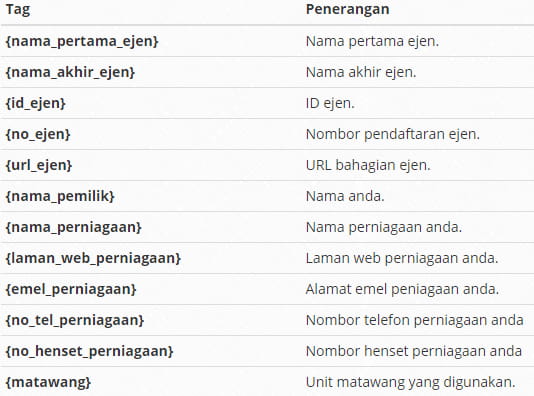 Tag Penerangan
{nama_pertama_ejen} Nama pertama ejen.
{nama_akhir_ejen} Nama akhir ejen.
{id_ejen} ID ejen.
{no_ejen} Nombor pendaftaran ejen.
{url_ejen} URL bahagian ejen.
{nama_pemilik} Nama anda.
{nama_perniagaan} Nama perniagaan anda.
{laman_web_perniagaan} Laman web perniagaan anda.
{emel_perniagaan} Alamat emel peniagaan anda.
{no_tel_perniagaan} Nombor telefon perniagaan anda
{no_henset_perniagaan} Nombor henset perniagaan anda
{matawang} Unit matawang yang digunakan.